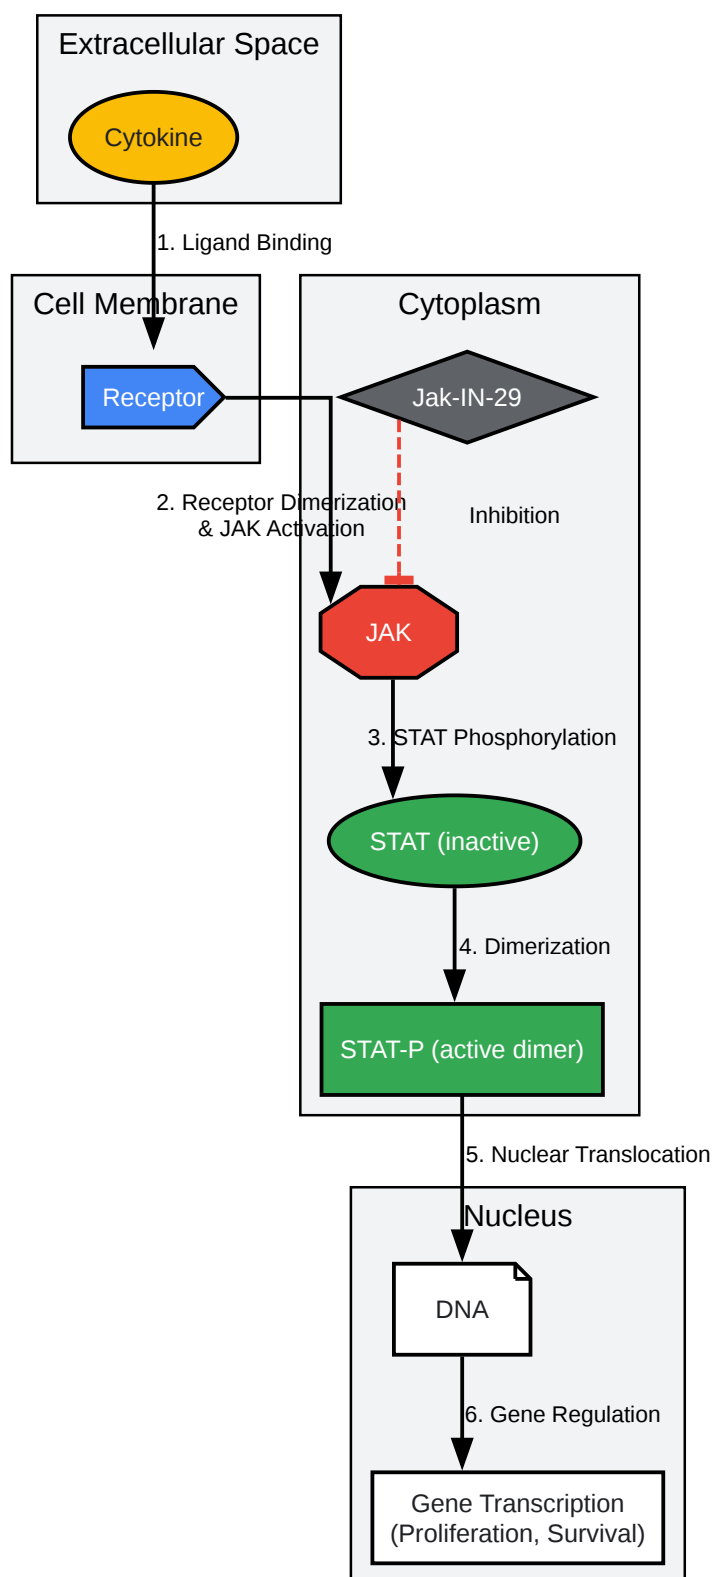 Extracellular Space
Cytokine
1. Ligand Binding
Cell Membrane
Cytoplasm
Receptor
Jak-IN-29
2. Receptor Dimerization
& JAK Activation
Inhibition
JAK
3. STAT Phosphorylation
STAT (inactive)
4. Dimerization
STAT-P (active dimer)
5. Nuclear Translocation
Nucleus
DNA
6. Gene Regulation
Gene Transcription
(Proliferation, Survival)